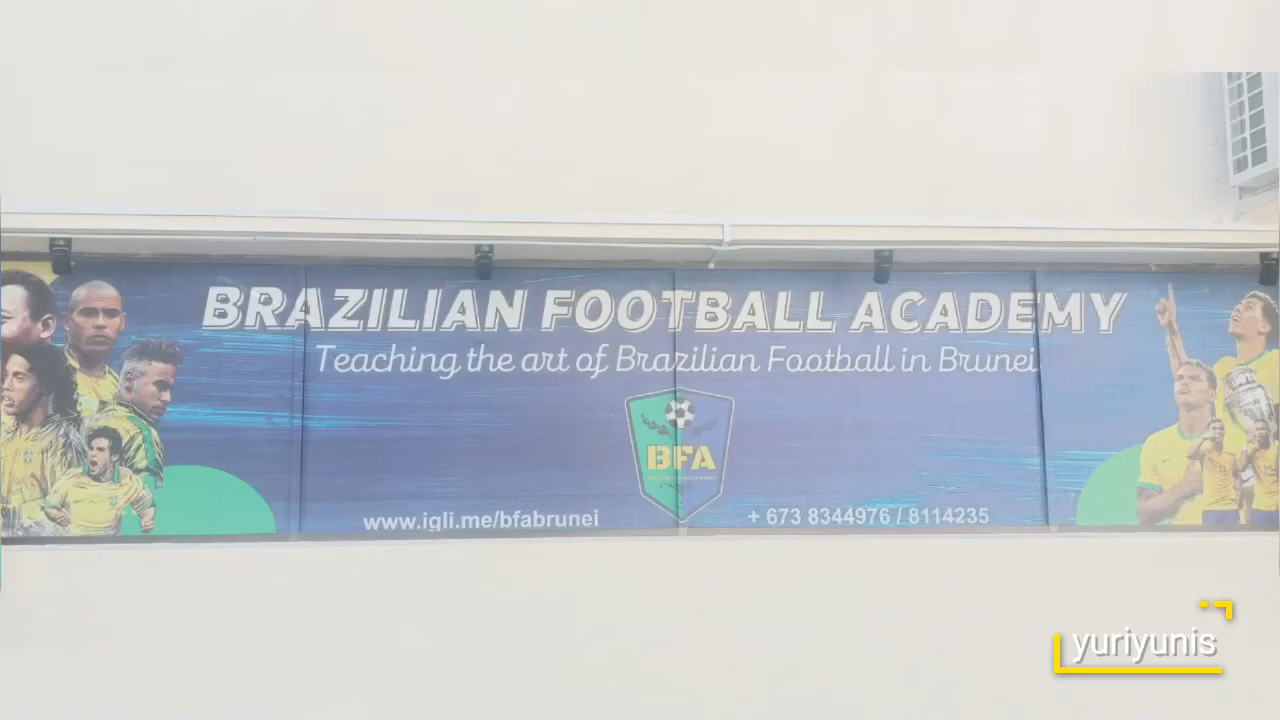 BRAZILIAN FOOTBALL ACADEMY
Teaching the art of Brazilian Football in Brunei
BFA
www.igli.me/bfabrunei
+ 673 8344976 / 8114235
yuriyunis